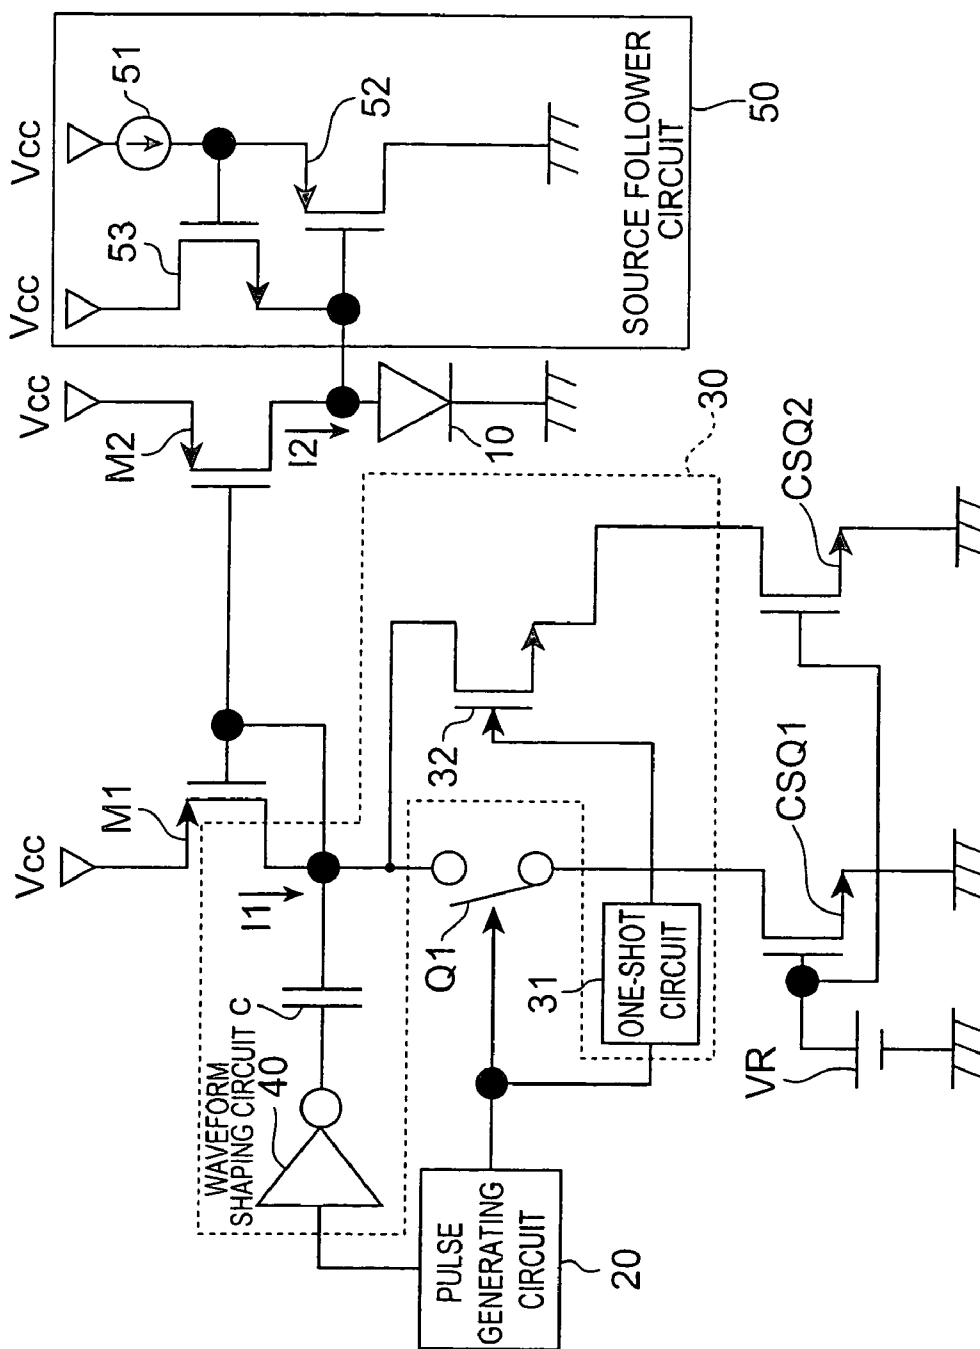 Vcc
Vcc
Vcc
Vcc
M1
M2
53
51
52
SOURCE FOLLOWER
CIRCUIT
50
I1
I2
10
WAVEFORM
SHAPING CIRCUIT
C
40
30
Q1
32
31
ONE-SHOT
CIRCUIT
PULSE
GENERATING
CIRCUIT
20
VR
CSQ1
CSQ2